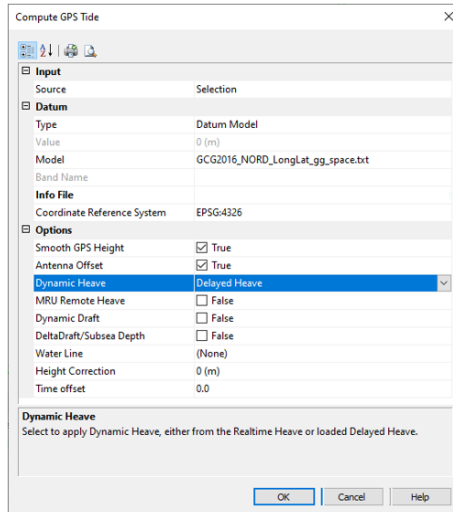 Compute GPS Tide
Input
Source Selection
Datum
Type Datum Model
Value 0 (m)
Model GCG2016_NORD_LongLat_gg_space.txt
Band Name
Info File
Coordinate Reference System EPSG:4326
Options
Smooth GPS Height True
Antenna Offset True
Dynamic Heave Delayed Heave
MRU Remote Heave False
Dynamic Draft False
DeltaDraft/Subsea Depth False
Water Line (None)
Height Correction 0 (m)
Time offset 0.0
Dynamic Heave
Select to apply Dynamic Heave, either from the Realtime Heave or loaded Delayed Heave.
OK Cancel Help